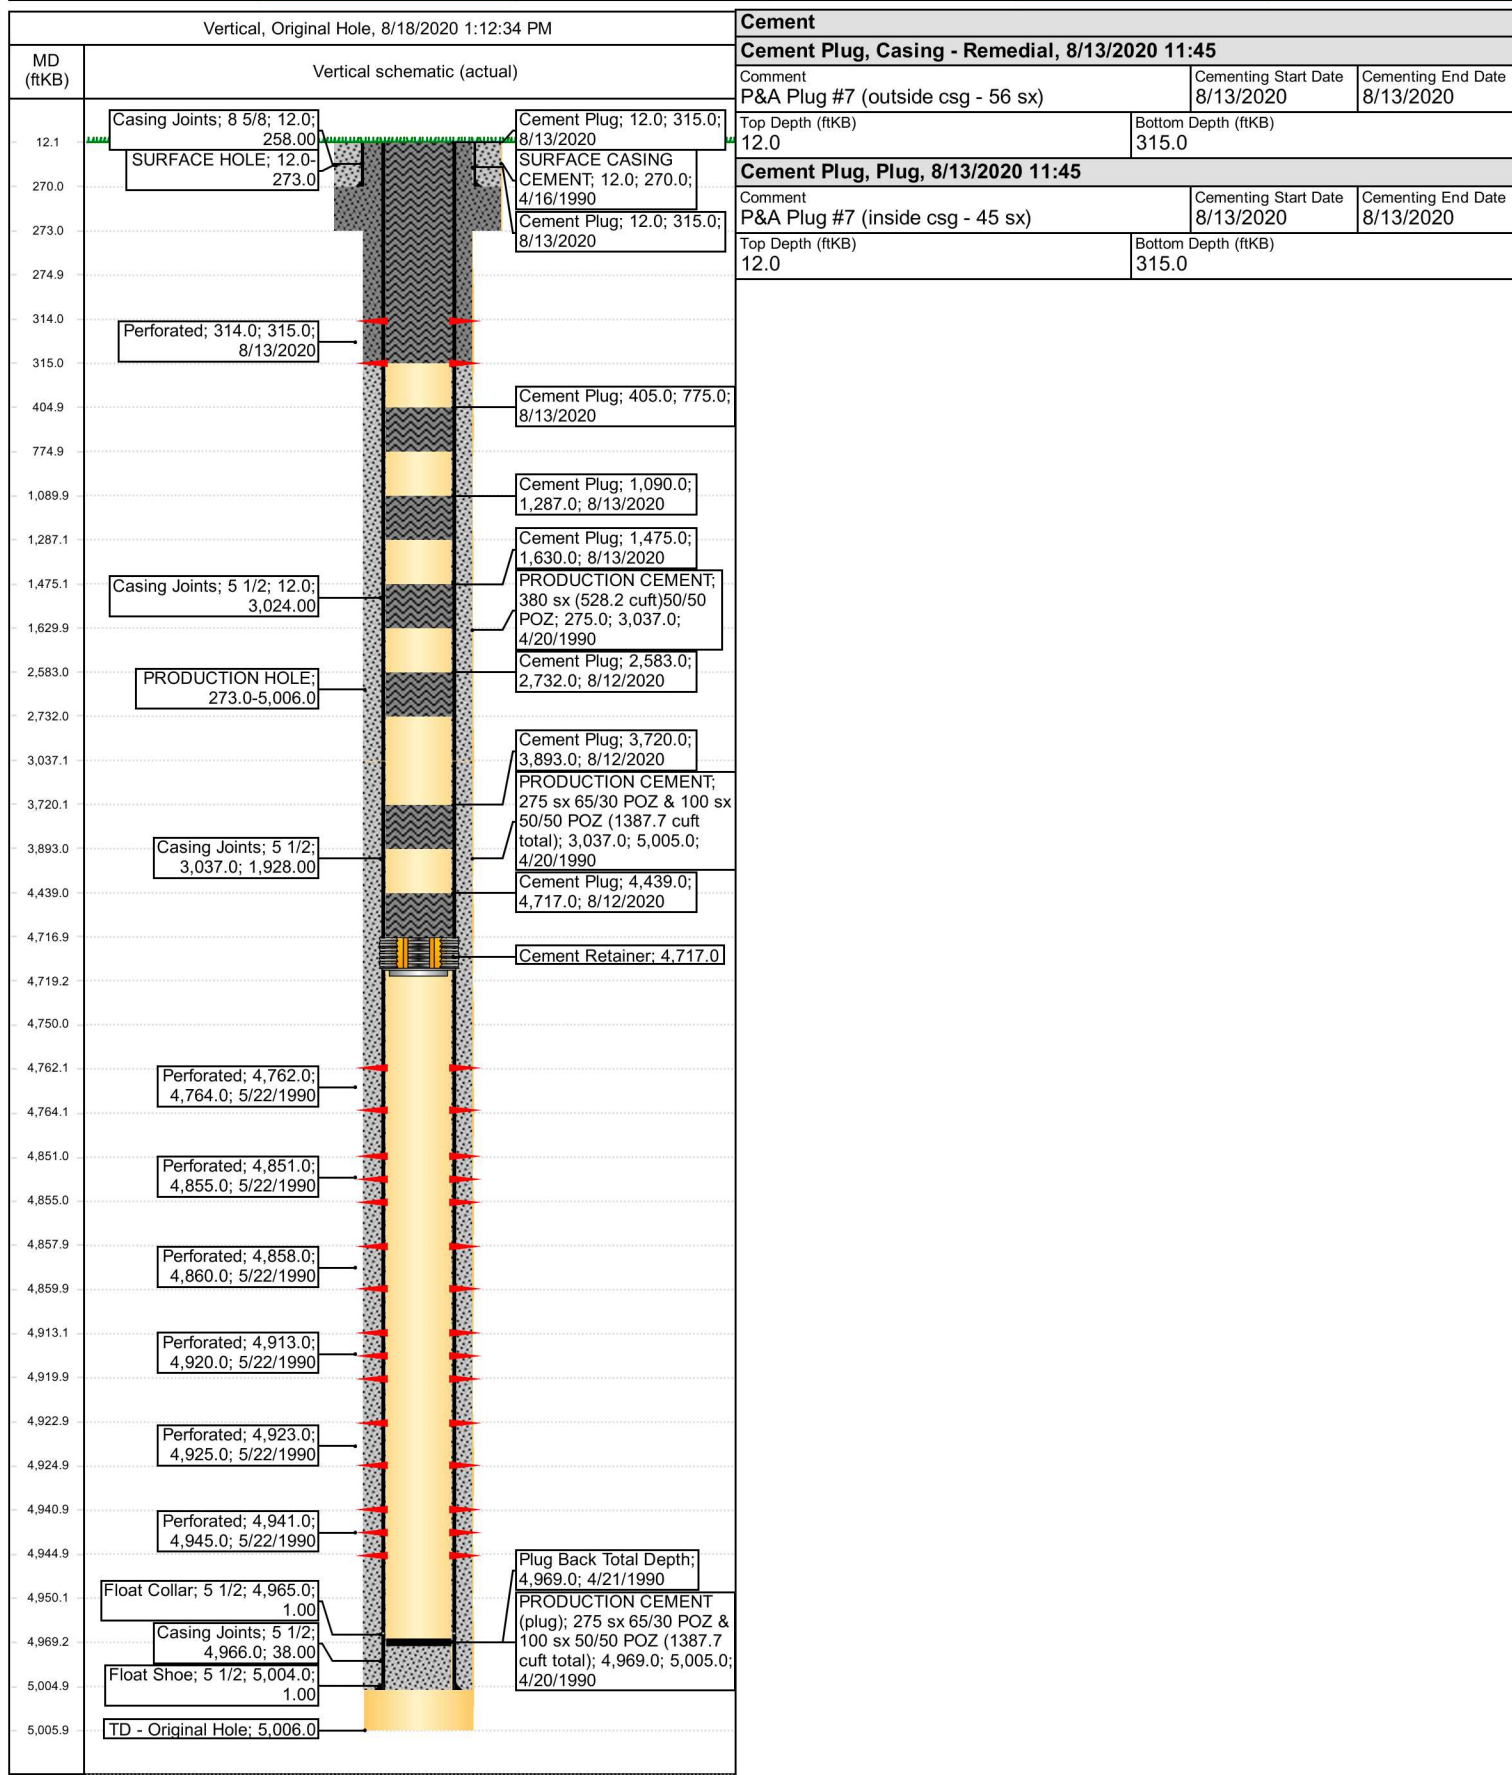 Vertical, Original Hole, 8/18/2020 1:12:34 PM
MD
(ftKB)
Vertical schematic (actual)
12.1
270.0
273.0
274.9
314.0
315.0
404.9
774.9
1,089.9
1,287.1
1,475.1
1,629.9
2,583.0
2,732.0
3,037.1
3,720.1
3,893.0
4,439.0
4,716.9
4,719.2
4,750.0
4,762.1
4,764.1
4,851.0
4,855.0
4,857.9
4,859.9
4,913.1
4,919.9
4,922.9
4,924.9
4,940.9
4,944.9
4,950.1
4,969.2
5,004.9
5,005.9
Casing Joints; 8 5/8; 12.0;
258.00
SURFACE HOLE; 12.0-
273.0
Perforated; 314.0; 315.0;
8/13/2020
Casing Joints; 5 1/2; 12.0;
3,024.00
PRODUCTION HOLE;
273.0-5,006.0
Casing Joints; 5 1/2;
3,037.0; 1,928.00
Perforated; 4,762.0;
4,764.0; 5/22/1990
Perforated; 4,851.0;
4,855.0; 5/22/1990
Perforated; 4,858.0;
4,860.0; 5/22/1990
Perforated; 4,913.0;
4,920.0; 5/22/1990
Perforated; 4,923.0;
4,925.0; 5/22/1990
Perforated; 4,941.0;
4,945.0; 5/22/1990
Float Collar; 5 1/2; 4,965.0;
1.00
Casing Joints; 5 1/2;
4,966.0; 38.00
Float Shoe; 5 1/2; 5,004.0;
1.00
TD - Original Hole; 5,006.0
Cement Plug; 12.0; 315.0;
8/13/2020
SURFACE CASING
CEMENT; 12.0; 270.0;
4/16/1990
Cement Plug; 12.0; 315.0;
8/13/2020
Cement Plug; 405.0; 775.0;
8/13/2020
Cement Plug; 1,090.0;
1,287.0; 8/13/2020
Cement Plug; 1,475.0;
1,630.0; 8/13/2020
PRODUCTION CEMENT;
380 sx (528.2 cuft)50/50
POZ; 275.0; 3,037.0;
4/20/1990
Cement Plug; 2,583.0;
2,732.0; 8/12/2020
Cement Plug; 3,720.0;
3,893.0; 8/12/2020
PRODUCTION CEMENT;
275 sx 65/30 POZ & 100 sx
50/50 POZ (1387.7 cuft
total); 3,037.0; 5,005.0;
4/20/1990
Cement Plug; 4,439.0;
4,717.0; 8/12/2020
Cement Retainer; 4,717.0
Plug Back Total Depth;
4,969.0; 4/21/1990
PRODUCTION CEMENT
(plug); 275 sx 65/30 POZ &
100 sx 50/50 POZ (1387.7
cuft total); 4,969.0; 5,005.0;
4/20/1990
Cement
Cement Plug, Casing - Remedial, 8/13/2020 11:45
Comment
P&A Plug #7 (outside csg - 56 sx)
Cementing Start Date
8/13/2020
Cementing End Date
8/13/2020
Top Depth (ftKB)
12.0
Bottom Depth (ftKB)
315.0
Cement Plug, Plug, 8/13/2020 11:45
Comment
P&A Plug #7 (inside csg - 45 sx)
Cementing Start Date
8/13/2020
Cementing End Date
8/13/2020
Top Depth (ftKB)
12.0
Bottom Depth (ftKB)
315.0